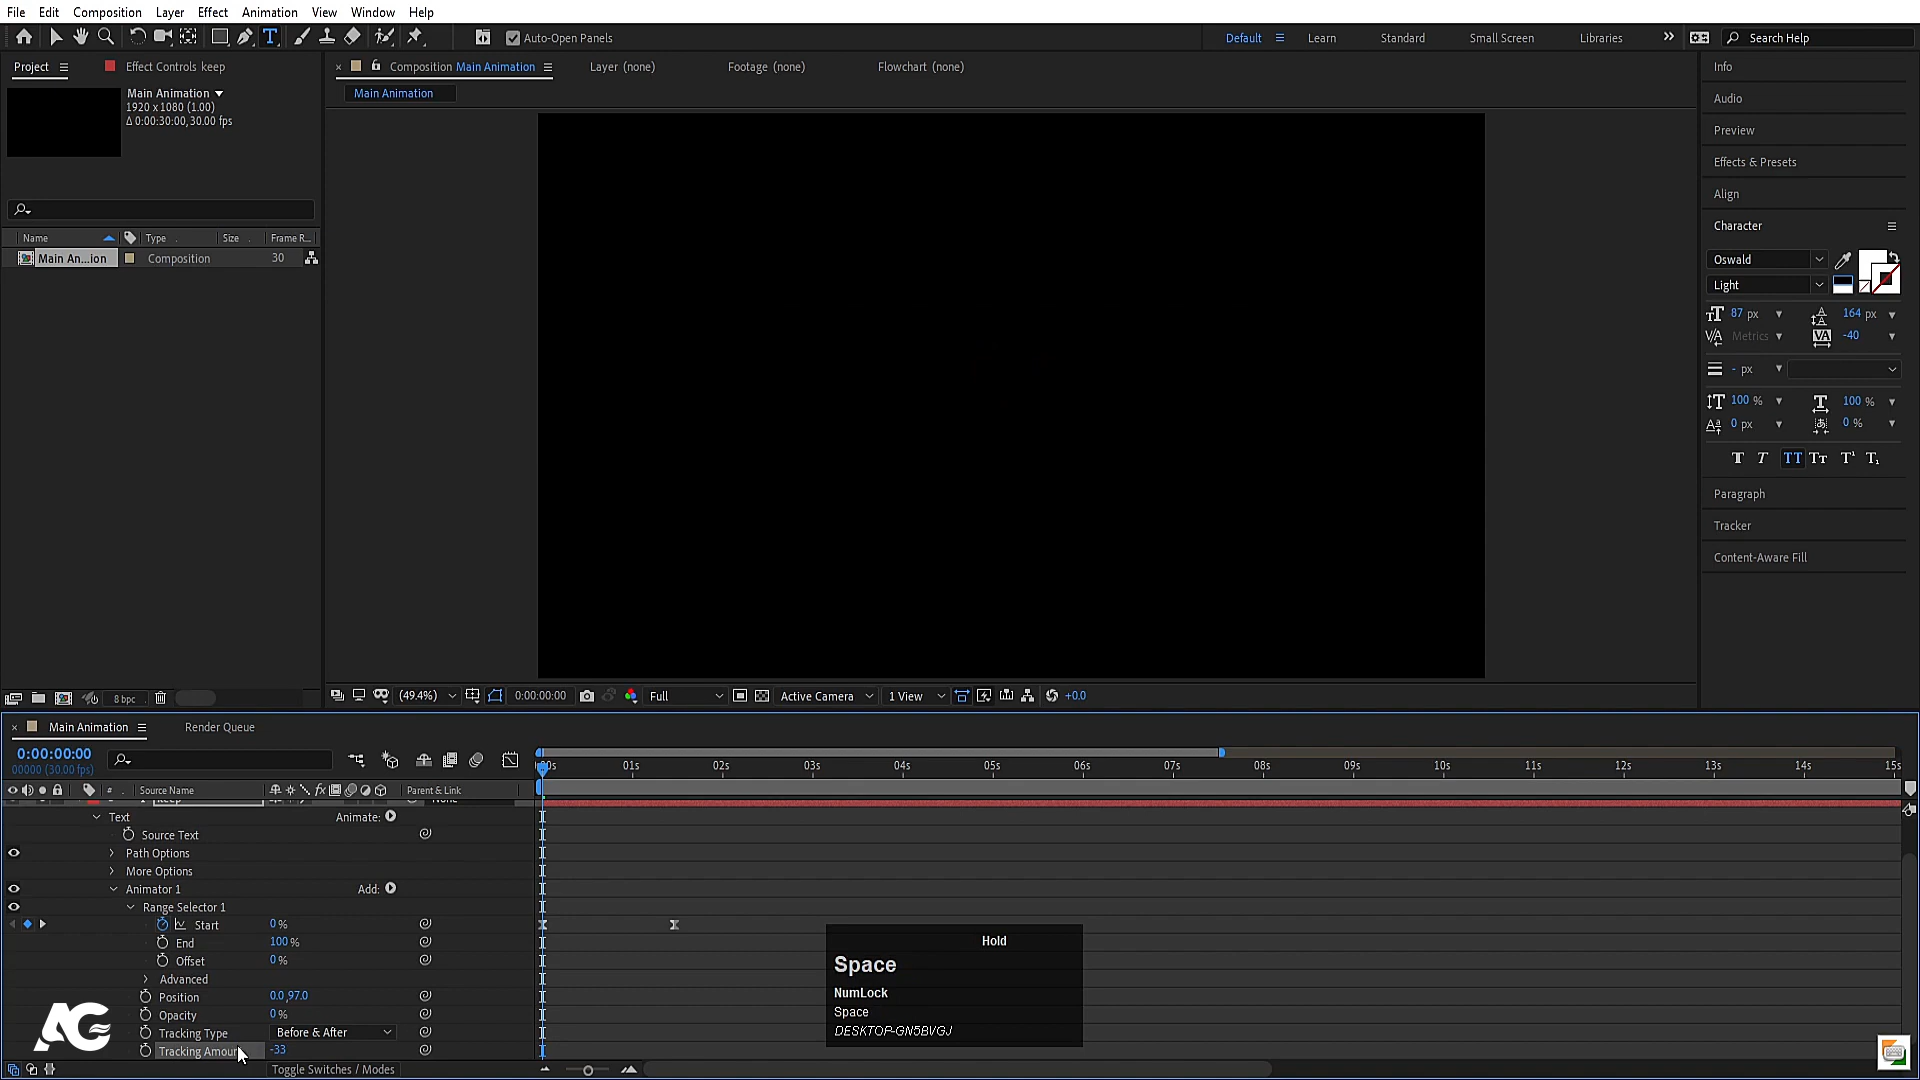 File Edit Composition Layer Effect Animation View Window Help
Auto-Open Panels
Default Learn Standard Small Screen Libraries Search Help
Project Effect Controls keep
Composition Main Animation Layer (none) Footage (none) Flowchart (none)
Main Animation
Main Animation
1920 x 1080 (1.00)
Δ 0:00:30:00, 30.00 fps
Name Type Size Frame R...
Main An...ion Composition 30
8 bpc
(49.4%) 0:00:00:00 Full Active Camera 1 View +0.0
Info
Audio
Preview
Effects & Presets
Align
Character
Oswald
Light
87 px 164 px
Metrics -40
- px
100 % 100 %
0 px 0 %
Paragraph
Tracker
Content-Aware Fill
Main Animation Render Queue
0:00:00:00
00000 (30.00 fps)
01s 02s 03s 04s 05s 06s 07s 08s 09s 10s 11s 12s 13s 14s 15s
# Source Name Parent & Link
Text Animate:
Source Text
Path Options
More Options
Animator 1 Add:
Range Selector 1
Start 0 %
End 100 %
Offset 0 %
Advanced
Position 0.0, 97.0
Opacity 0 %
Tracking Type Before & After
Tracking Amoun -33
Toggle Switches / Modes
Hold
Space
NumLock
Space
DESKTOP-GN5BVGJ
AG